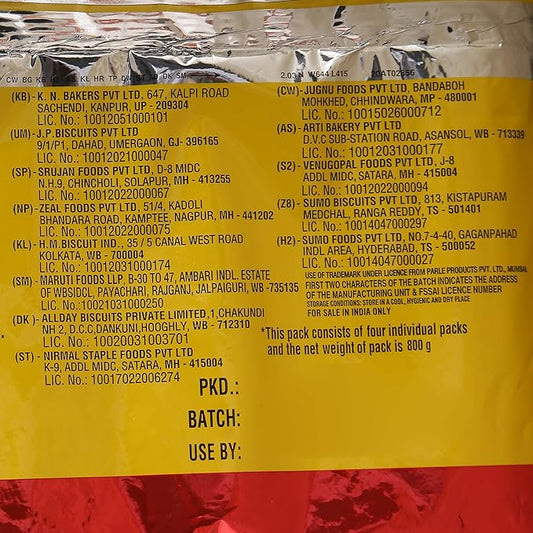 CW BG KB
KL HR TP
2.03 N W644 L415 20AT02356
(KB) - K. N. BAKERS PVT LTD, 647, KALPI ROAD
SACHENDI, KANPUR, UP - 209304
LIC. No.: 10012051000101
(UM) - J.P.BISCUITS PVT LTD
9/1/P1, DAHAD, UMERGAON, GJ- 396165
LIC. No.: 10012021000047
(SP) - SRUJAN FOODS PVT LTD, D-8 MIDC
N.H.9, CHINCHOLI, SOLAPUR, MH - 413255
LIC. No.: 10012022000067
(NP) - ZEAL FOODS PVT LTD, 51/4, KADOLI
BHANDARA ROAD, KAMPTEE, NAGPUR, MH - 441202
LIC. No.: 10012022000075
(KL) - H.M.BISCUIT IND., 35 / 5 CANAL WEST ROAD
KOLKATA, WB - 700004
LIC. No.: 10012031000174
(SM) - MARUTI FOODS LLP, B-30 TO 47, AMBARI INDL. ESTATE
OF WBSIDCL, PAYACHARI, RAJGANJ, JALPAIGURI, WB -735135
LIC. No.: 10021031000250
(DK) - ALLDAY BISCUITS PRIVATE LIMITED,1,CHAKUNDI
NH 2, D.C.C,DANKUNI,HOOGHLY, WB - 712310
LIC. No.: 10020031003701
(ST) - NIRMAL STAPLE FOODS PVT LTD
K-9, ADDL MIDC, SATARA, MH - 415004
LIC. No.: 10017022006274
(CW)- JUGNU FOODS PVT LTD, BANDABOH
MOHKHED, CHHINDWARA, MP - 480001
LIC. No.: 10015026000712
(AS) - ARTI BAKERY PVT LTD
D.V.C SUB-STATION ROAD, ASANSOL, WB - 713339
LIC. No.: 10012031000177
(S2) - VENUGOPAL FOODS PVT LTD, J-8
ADDL MIDC, SATARA, MH - 415004
LIC. No.: 10012022000094
(Z8) - SUMO BISCUITS PVT LTD, 813, KISTAPURAM
MEDCHAL, RANGA REDDY, TS - 501401
LIC. No.: 10014047000297
(H2) - SUMO FOODS PVT LTD, NO.7-4-40, GAGANPAHAD
INDL AREA, HYDERABAD, TS - 500052
LIC. No.: 10014047000027
USE OF TRADEMARK UNDER LICENCE FROM PARLE PRODUCTS PVT. LTD., MUMBAI
FIRST TWO CHARACTERS OF THE BATCH INDICATES THE ADDRESS
OF THE MANUFACTURING UNIT & FSSAI LICENCE NUMBER
STORAGE CONDITIONS: STORE IN A COOL, HYGIENIC AND DRY PLACE
FOR SALE IN INDIA ONLY
*This pack consists of four individual packs
and the net weight of pack is 800 g
PKD.:
BATCH:
USE BY: